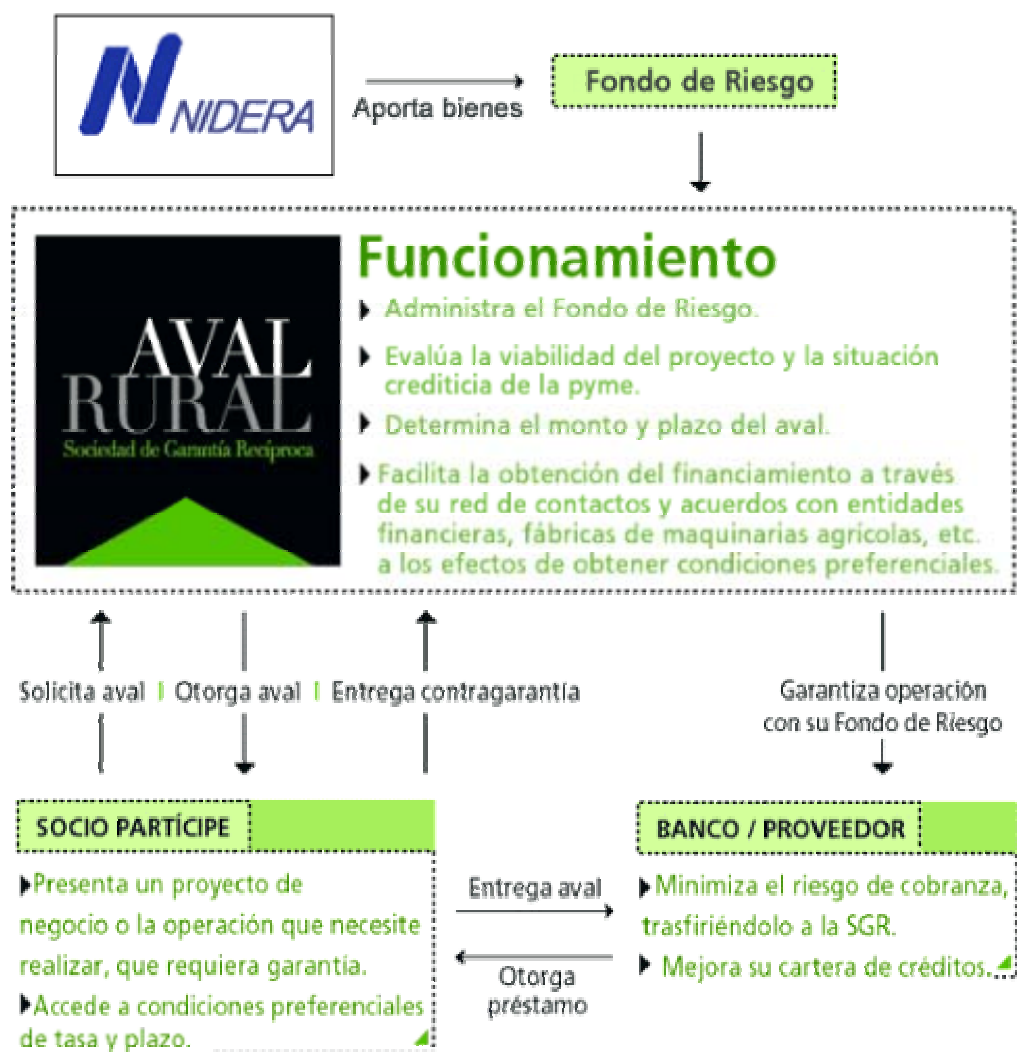 NIDERA
Aporta bienes
Fondo de Riesgo
AVAL
RURAL
Sociedad de Garantía Recíproca
Funcionamiento
Administra el Fondo de Riesgo.
Evalúa la viabilidad del proyecto y la situación
crediticia de la pyme.
Determina el monto y plazo del aval.
Facilita la obtención del financiamiento a través
de su red de contactos y acuerdos con entidades
financieras, fábricas de maquinarias agrícolas, etc.
a los efectos de obtener condiciones preferenciales.
Solicita aval | Otorga aval | Entrega contragarantía
Garantiza operación
con su Fondo de Riesgo
SOCIO PARTÍCIPE
Presenta un proyecto de
negocio o la operación que necesite
realizar, que requiera garantía.
Accede a condiciones preferenciales
de tasa y plazo.
Entrega aval
Otorga
préstamo
BANCO / PROVEEDOR
Minimiza el riesgo de cobranza,
trasfiriéndolo a la SGR.
Mejora su cartera de créditos.